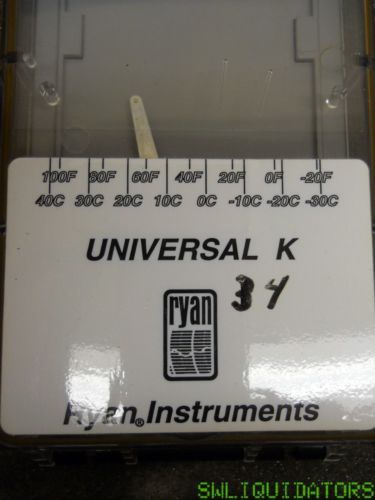 100F 80F 60F 40F 20F 0F -20F
40C 30C 20C 10C 0C -10C -20C -30C
UNIVERSAL K
34
ryan
Ryan® Instruments
SWLIQUIDATORS